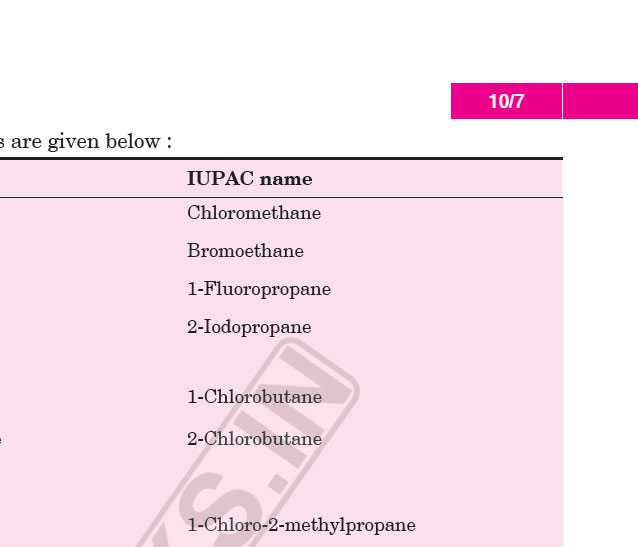 10/7
s are given below :
IUPAC name
Chloromethane
Bromoethane
1-Fluoropropane
2-Iodopropane
1-Chlorobutane
e 2-Chlorobutane
1-Chloro-2-methylpropane
KS.IN